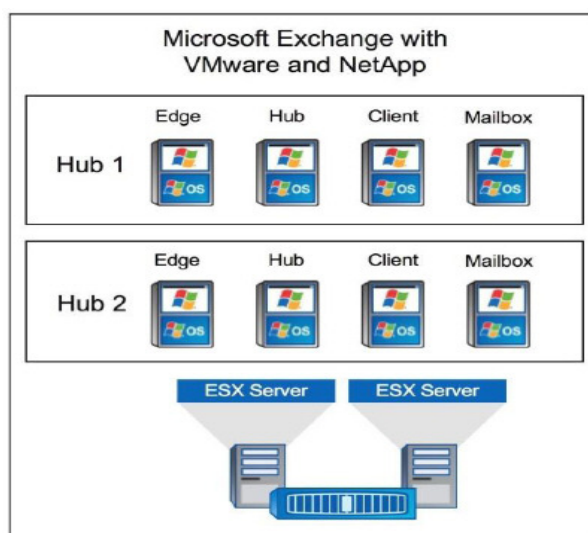 Microsoft Exchange with
VMware and NetApp
Edge Hub Client Mailbox
Hub 1
OS OS OS OS
Edge Hub Client Mailbox
Hub 2
OS OS OS OS
ESX Server ESX Server